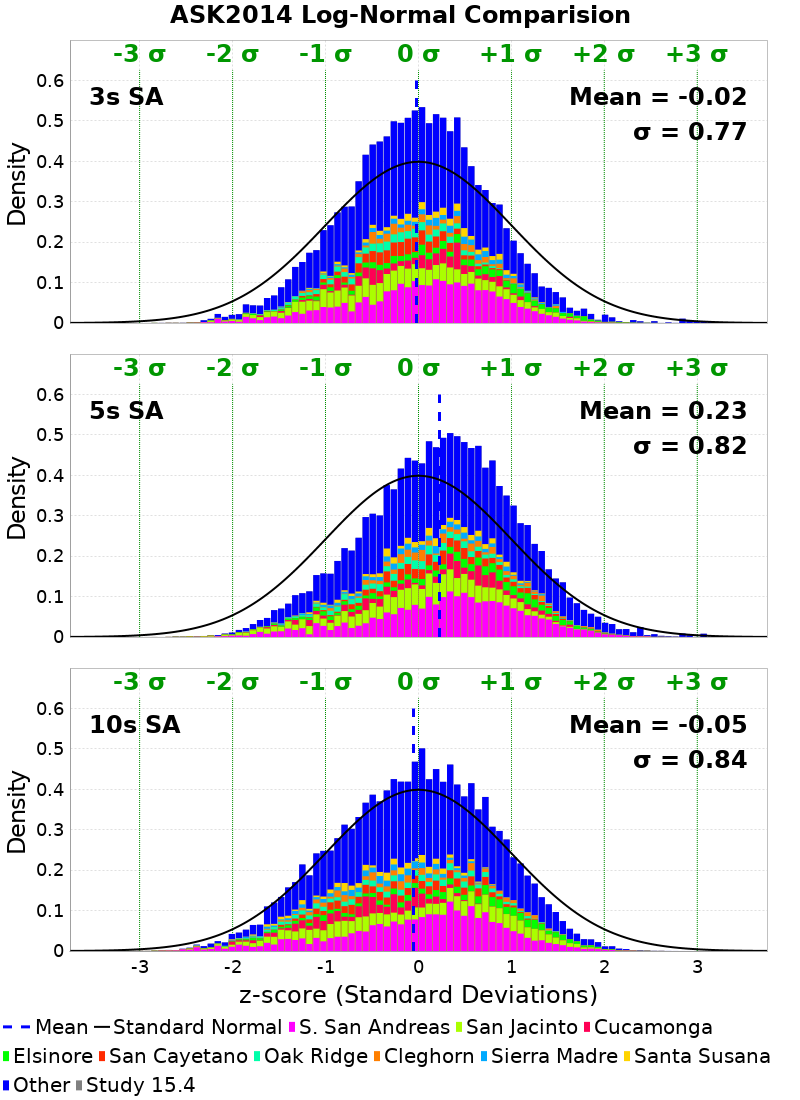 ASK2014 Log-Normal Comparision
-3 σ -2 σ -1 σ 0 σ +1 σ +2 σ +3 σ
3s SA
Mean = -0.02
σ = 0.77
Density
0.6
0.5
0.4
0.3
0.2
0.1
0
-3 σ -2 σ -1 σ 0 σ +1 σ +2 σ +3 σ
5s SA
Mean = 0.23
σ = 0.82
Density
0.6
0.5
0.4
0.3
0.2
0.1
0
-3 σ -2 σ -1 σ 0 σ +1 σ +2 σ +3 σ
10s SA
Mean = -0.05
σ = 0.84
Density
0.6
0.5
0.4
0.3
0.2
0.1
0
-3 -2 -1 0 1 2 3
z-score (Standard Deviations)
Mean Standard Normal S. San Andreas San Jacinto Cucamonga
Elsinore San Cayetano Oak Ridge Cleghorn Sierra Madre Santa Susana
Other Study 15.4